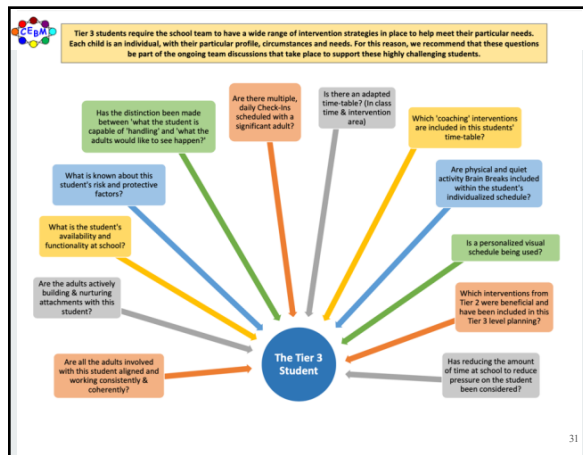 CEBM
Tier 3 students require the school team to have a wide range of intervention strategies in place to help meet their particular needs.
Each child is an individual, with their particular profile, circumstances and needs. For this reason, we recommend that these questions
be part of the ongoing team discussions that take place to support these highly challenging students.
Has the distinction been made
between 'what the student is
capable of 'handling' and 'what the
adults would like to see happen?'
Are there multiple,
daily Check-Ins
scheduled with a
significant adult?
Is there an adapted
time-table? (In class
time & intervention
area)
Which 'coaching' interventions
are included in this students'
time-table?
What is known about this
student's risk and protective
factors?
Are physical and quiet
activity Brain Breaks included
within the student's
individualized schedule?
What is the student's
availability and
functionality at school?
Is a personalized visual
schedule being used?
Are the adults actively
building & nurturing
attachments with this
student?
Which interventions from
Tier 2 were beneficial and
have been included in this
Tier 3 level planning?
Are all the adults involved
with this student aligned and
working consistently &
coherently?
The Tier 3
Student
Has reducing the amount
of time at school to reduce
pressure on the student
been considered?
31